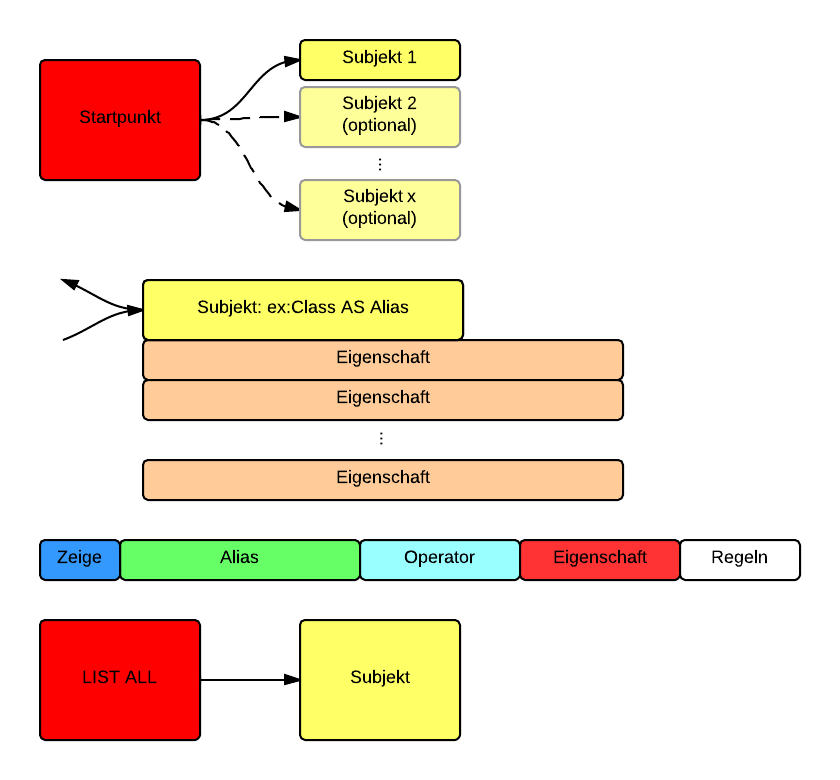 Startpunkt
Subjekt 1
Subjekt 2
(optional)
...
Subjekt x
(optional)
Subjekt: ex:Class AS Alias
Eigenschaft
Eigenschaft
...
Eigenschaft
Zeige
Alias
Operator
Eigenschaft
Regeln
LIST ALL
Subjekt